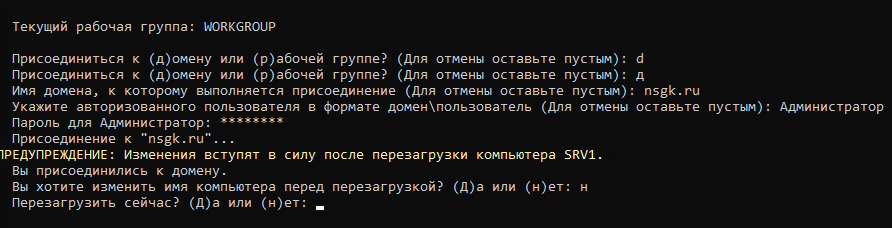 Текущий рабочая группа: WORKGROUP
Присоединиться к (д)омену или (р)абочей группе? (Для отмены оставьте пустым): d
Присоединиться к (д)омену или (р)абочей группе? (Для отмены оставьте пустым): д
Имя домена, к которому выполняется присоединение (Для отмены оставьте пустым): nsgk.ru
Укажите авторизованного пользователя в формате домен\пользователь (Для отмены оставьте пустым): Администратор
Пароль для Администратор: ********
Присоединение к "nsgk.ru"...
ПРЕДУПРЕЖДЕНИЕ: Изменения вступят в силу после перезагрузки компьютера SRV1.
Вы присоединились к домену.
Вы хотите изменить имя компьютера перед перезагрузкой? (Д)а или (н)ет: н
Перезагрузить сейчас? (Д)а или (н)ет: